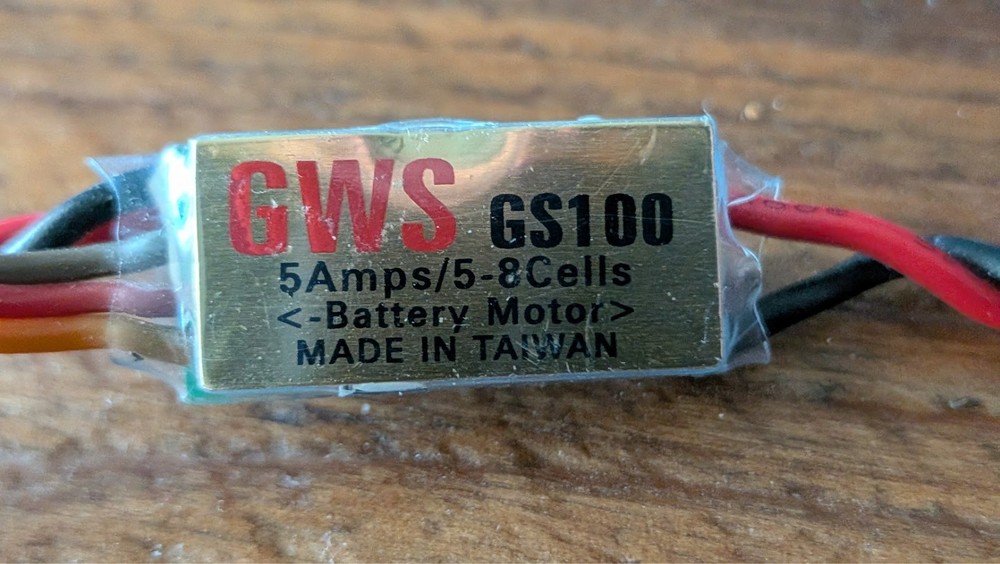 GWS GS100
5Amps/5-8Cells
<-Battery Motor>
MADE IN TAIWAN